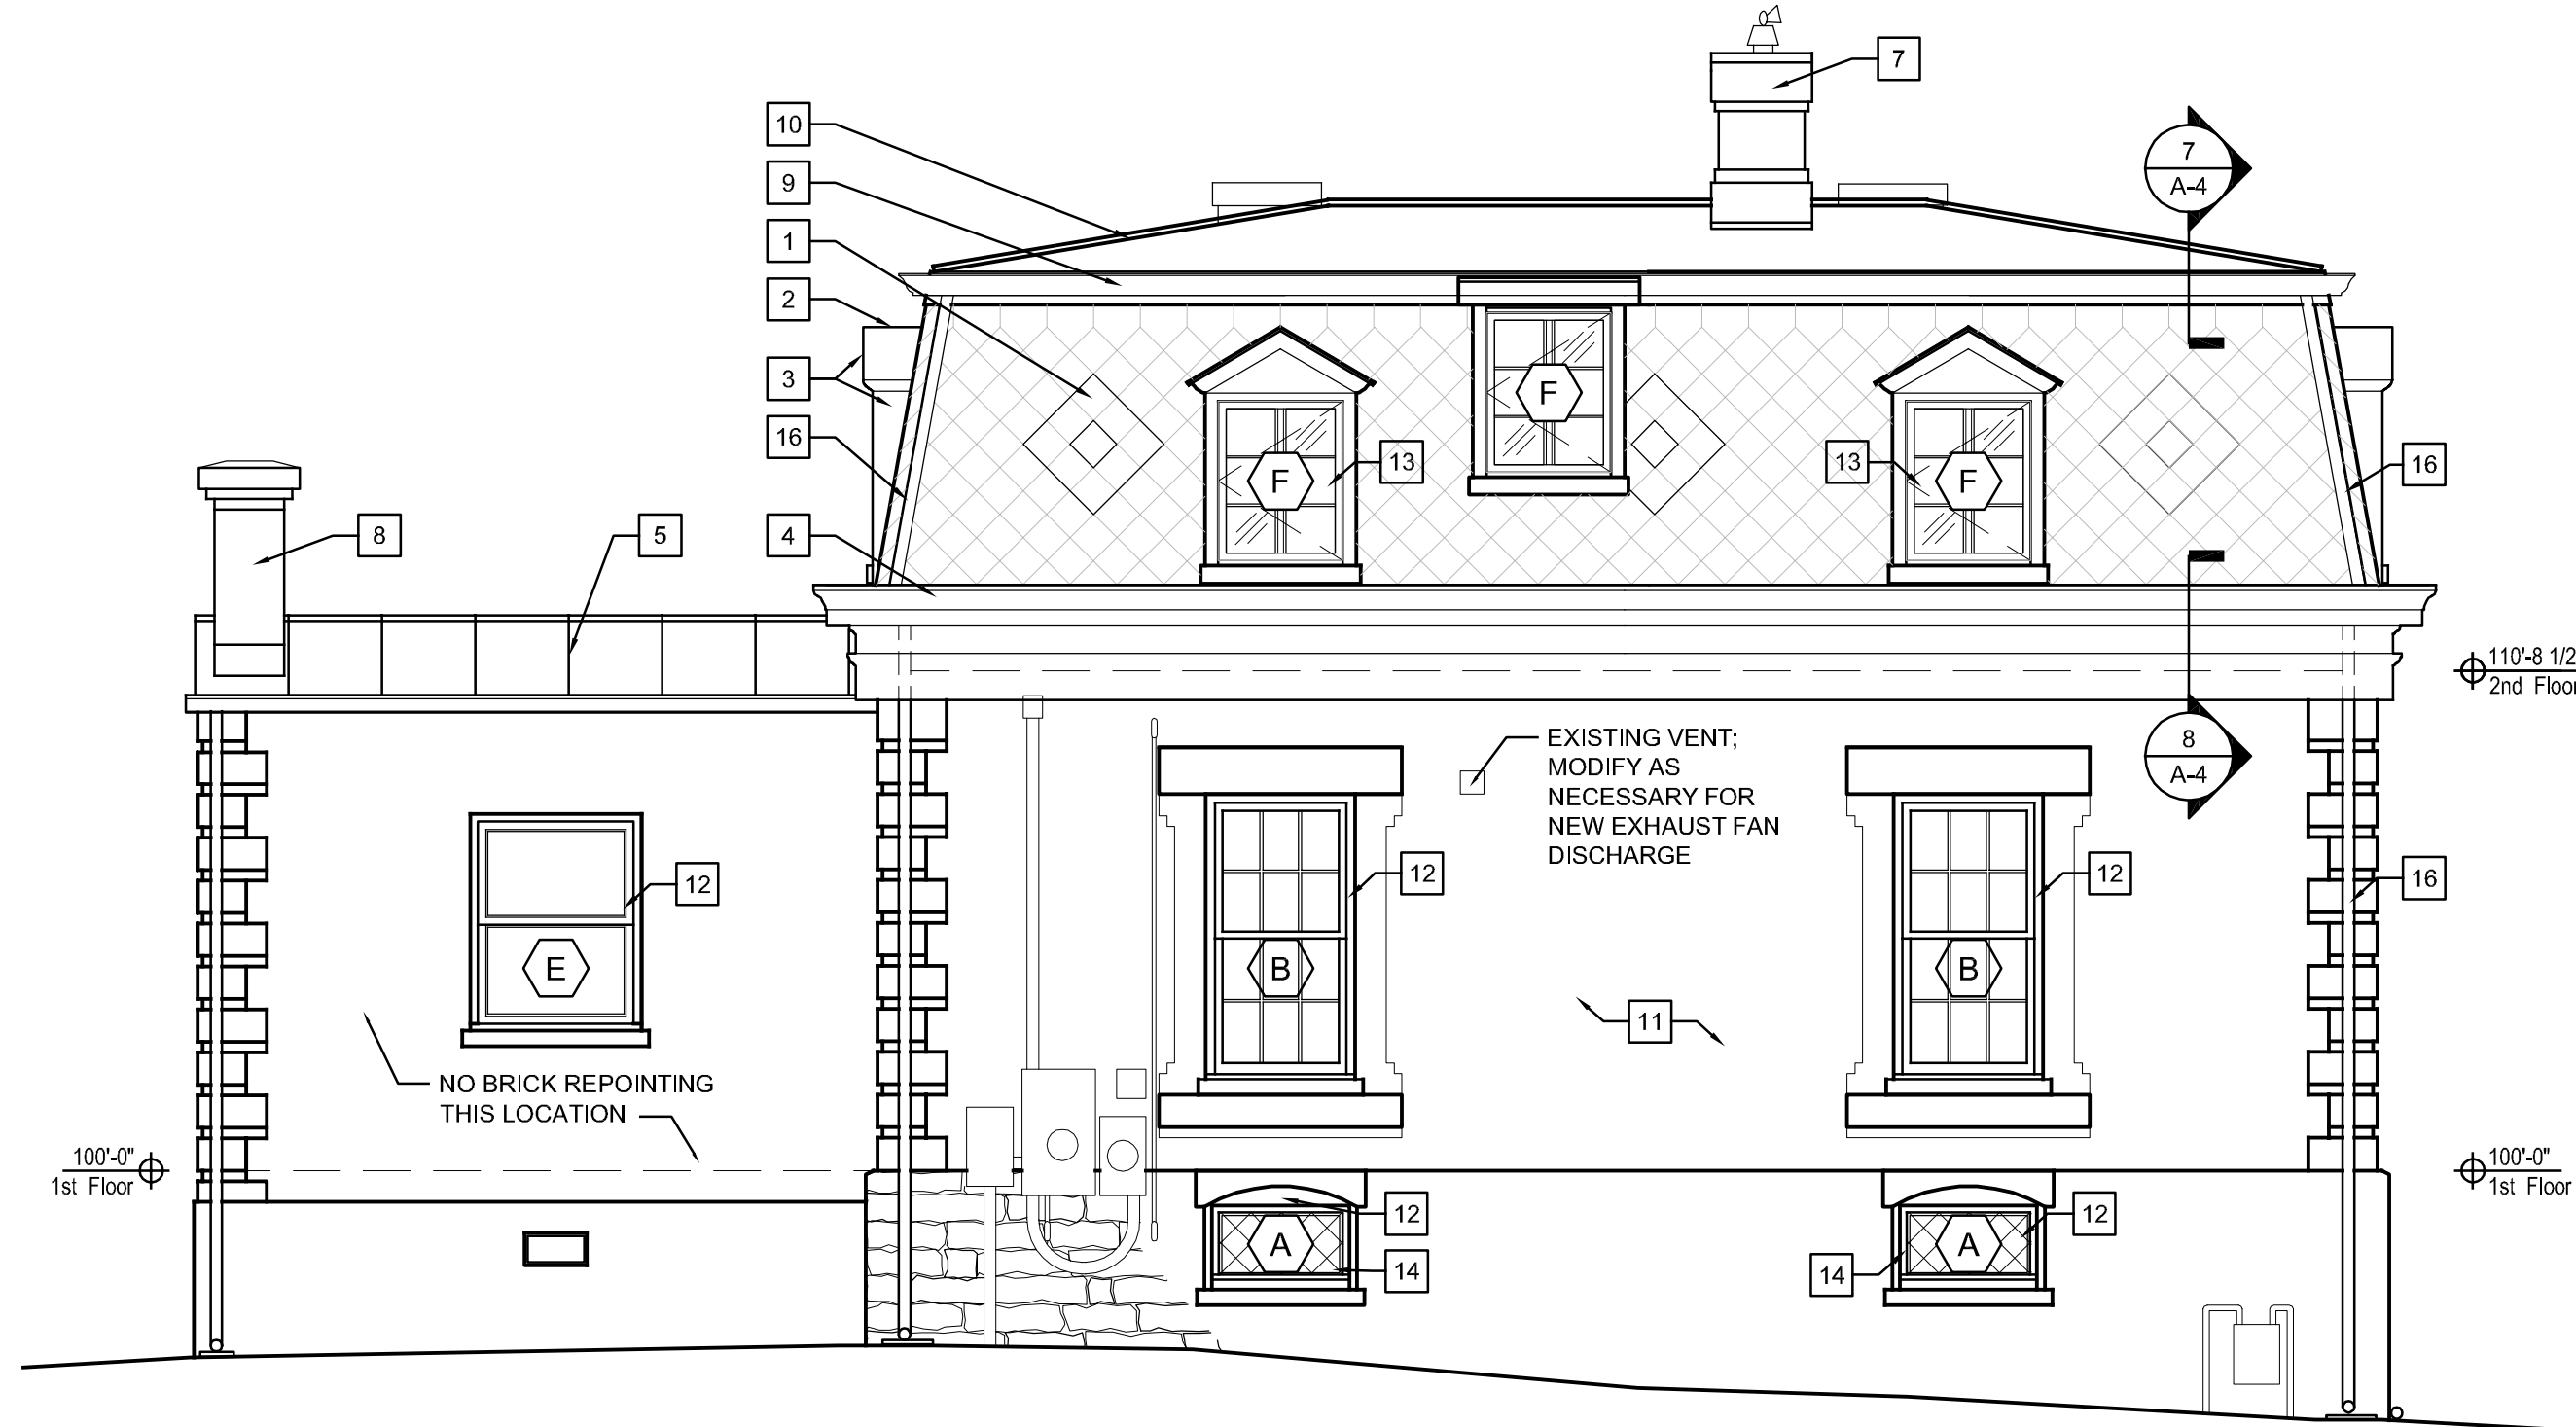 7
10
9
1
2
3
16
4
8
5
7
A-4
F
F
F
13
13
16
110'-8 1/2
2nd Floor
8
A-4
EXISTING VENT;
MODIFY AS
NECESSARY FOR
NEW EXHAUST FAN
DISCHARGE
12
12
12
16
E
B
B
11
NO BRICK REPOINTING
THIS LOCATION
100'-0"
1st Floor
100'-0"
1st Floor
12
12
A
A
14
14